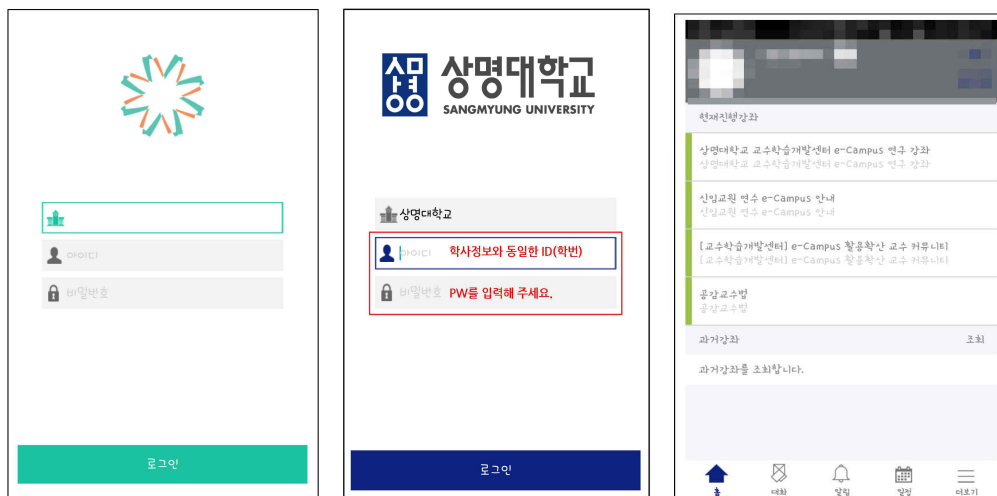 아이디
비밀번호
로그인
상명대학교
SANGMYUNG UNIVERSITY
상명대학교
아이디 학사정보와 동일한 ID(학번)
비밀번호 PW를 입력해 주세요.
로그인
현재진행강좌
상명대학교 교수학습개발센터 e-Campus 연구 강좌
상명대학교 교수학습개발센터 e-Campus 연구 강좌
신임교원 연수 e-Campus 안내
신임교원 연수 e-Campus 안내
[교수학습개발센터] e-Campus 활용확산 교수 커뮤니티
[교수학습개발센터] e-Campus 활용확산 교수 커뮤니티
공감교수법
공감교수법
과거강좌 조회
과거강좌를 조회합니다.
홈 대화 알림 일정 더보기